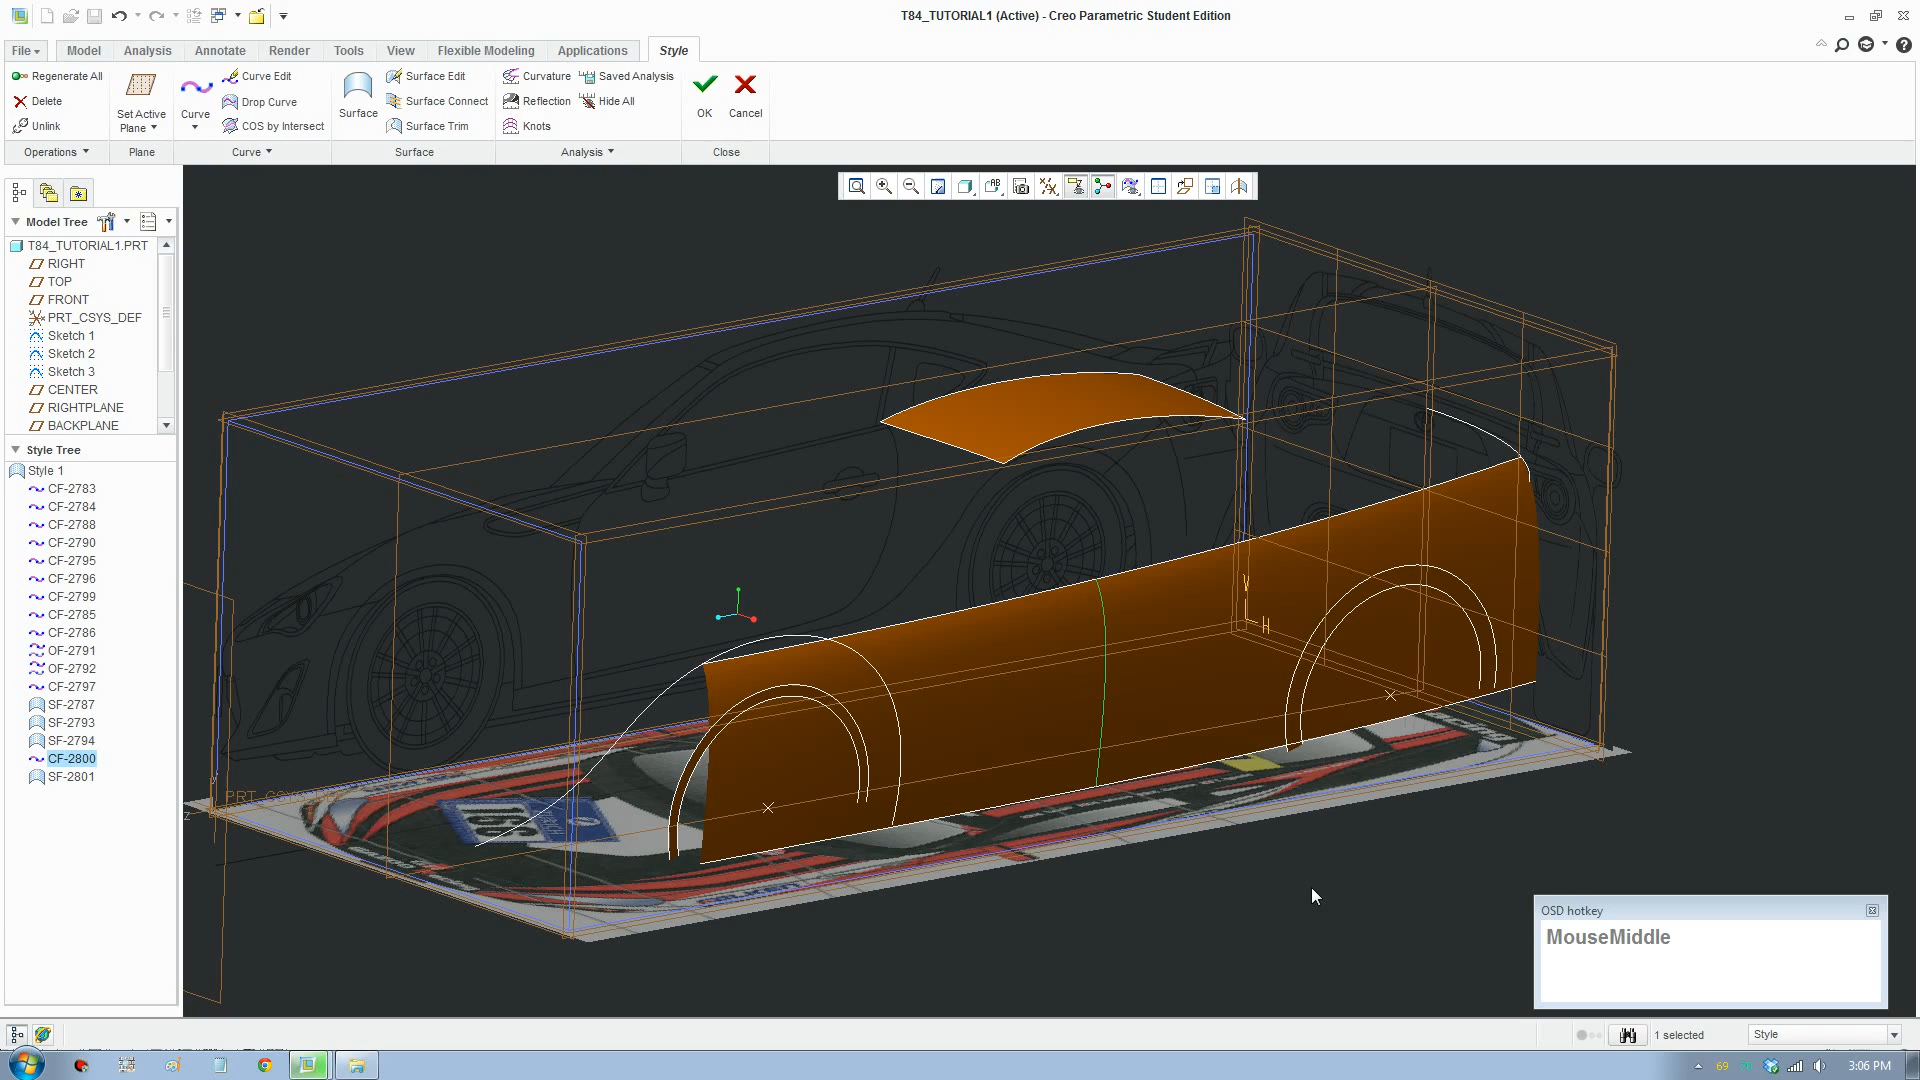 T84_TUTORIAL1 (Active) - Creo Parametric Student Edition
File Model Analysis Annotate Render Tools View Flexible Modeling Applications Style
Regenerate All
Delete
Unlink
Set Active
Plane
Curve
Curve Edit
Drop Curve
COS by Intersect
Surface
Surface Edit
Surface Connect
Surface Trim
Curvature
Reflection
Knots
Saved Analysis
Hide All
OK
Cancel
Operations Plane Curve Surface Analysis Close
Model Tree
T84_TUTORIAL1.PRT
RIGHT
TOP
FRONT
PRT_CSYS_DEF
Sketch 1
Sketch 2
Sketch 3
CENTER
RIGHTPLANE
BACKPLANE
Style Tree
Style 1
CF-2783
CF-2784
CF-2788
CF-2790
CF-2795
CF-2796
CF-2799
CF-2785
CF-2786
OF-2791
OF-2792
CF-2797
SF-2787
SF-2793
SF-2794
CF-2800
SF-2801
V
H
Z
OSD hotkey
MouseMiddle
1 selected
Style
69
3:06 PM